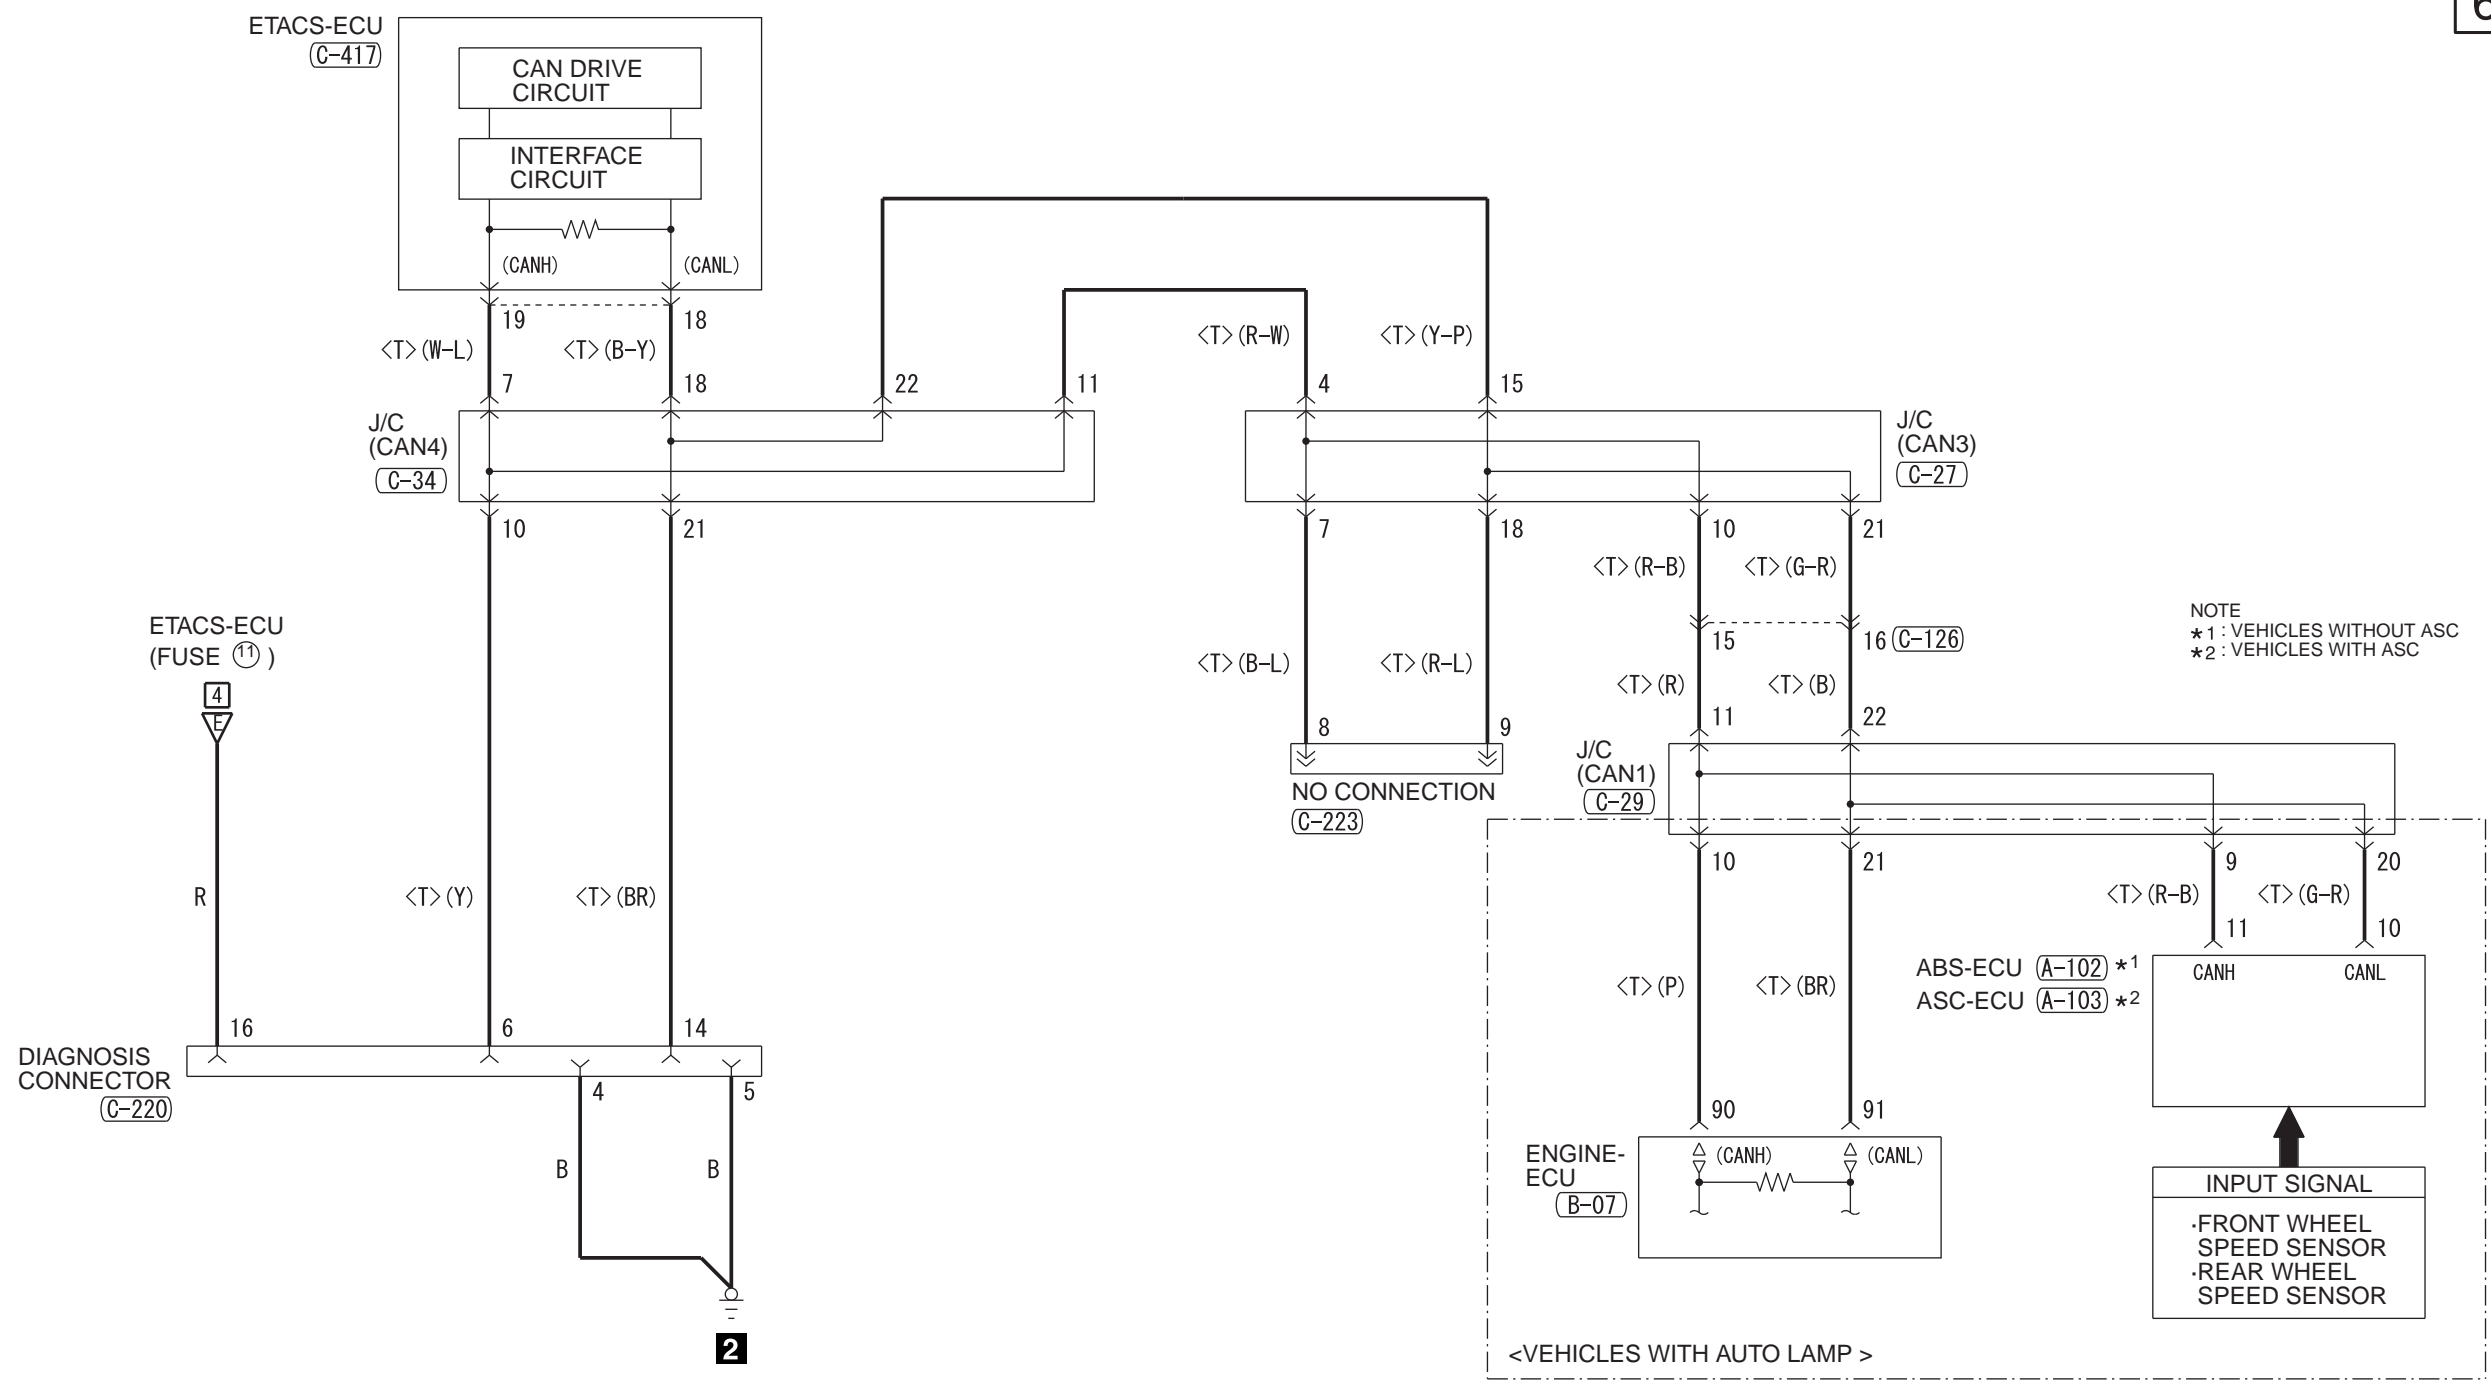 6
ETACS-ECU
C-417
CAN DRIVE
CIRCUIT
INTERFACE
CIRCUIT
(CANH)
(CANL)
19
18
<T>(W-L)
<T>(B-Y)
7
18
22
11
<T>(R-W)
<T>(Y-P)
4
15
J/C
(CAN4)
C-34
J/C
(CAN3)
C-27
10
21
7
18
10
21
<T>(R-B)
<T>(G-R)
15
16
C-126
NOTE
*1 : VEHICLES WITHOUT ASC
*2 : VEHICLES WITH ASC
ETACS-ECU
(FUSE 11 )
4
E
<T>(B-L)
<T>(R-L)
<T>(R)
<T>(B)
11
22
8
9
NO CONNECTION
C-223
J/C
(CAN1)
C-29
10
21
9
20
R
<T>(Y)
<T>(BR)
<T>(R-B)
<T>(G-R)
11
10
<T>(P)
<T>(BR)
ABS-ECU A-102 *1
ASC-ECU A-103 *2
CANH
CANL
16
6
14
DIAGNOSIS
CONNECTOR
C-220
4
5
B
B
2
90
91
ENGINE-
ECU
B-07
(CANH)
(CANL)
INPUT SIGNAL
·FRONT WHEEL
SPEED SENSOR
·REAR WHEEL
SPEED SENSOR
<VEHICLES WITH AUTO LAMP >